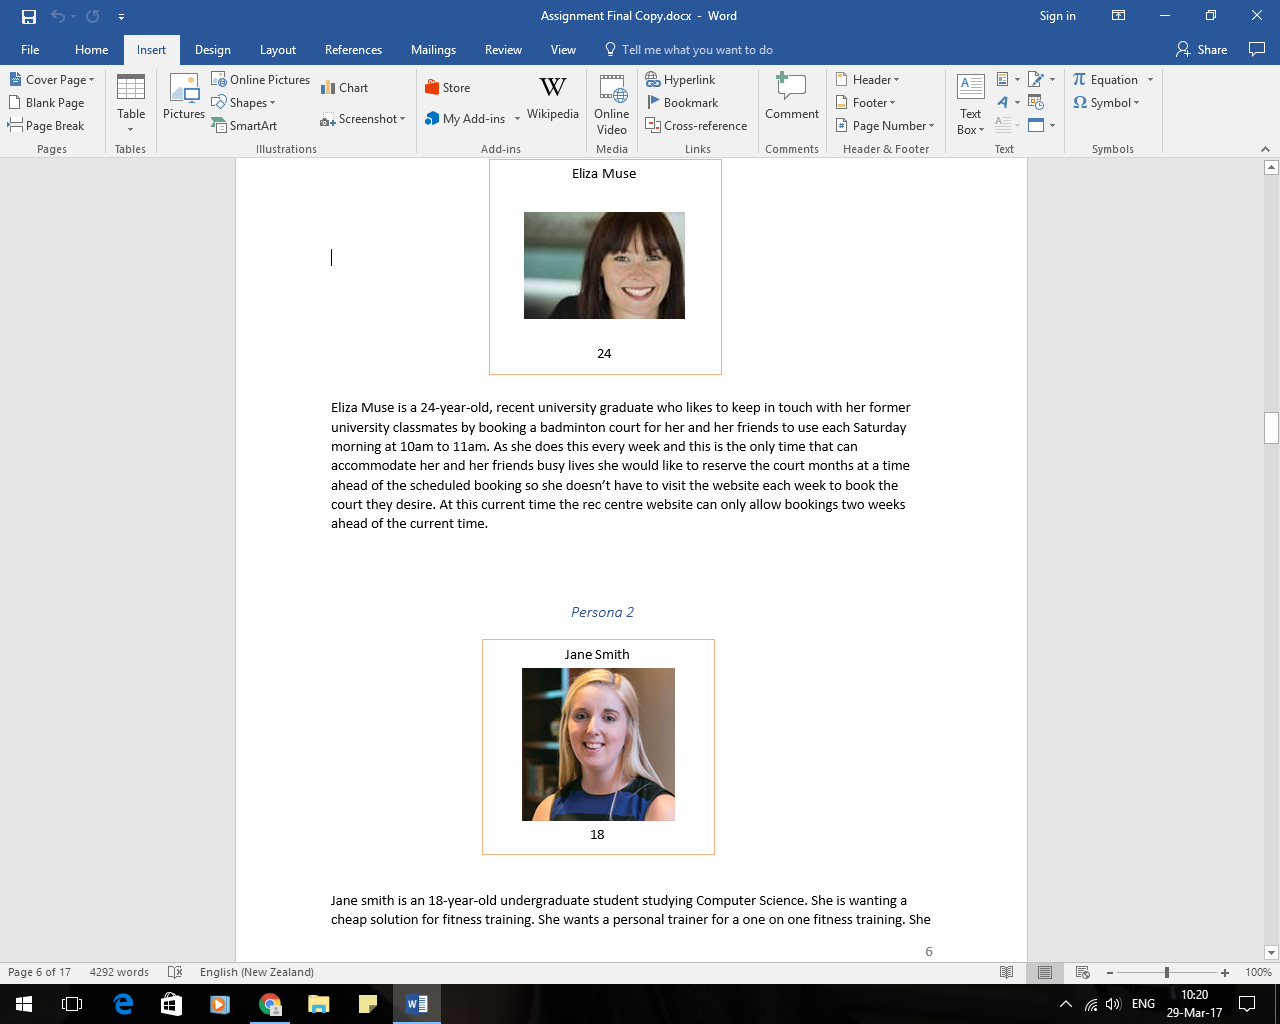 Assignment Final Copy.docx - Word
Sign in
File Home Insert Design Layout References Mailings Review View Tell me what you want to do Share
Cover Page
Blank Page
Page Break
Pages
Table
Tables
Pictures
Online Pictures
Shapes
SmartArt
Chart
Screenshot
Illustrations
Store
My Add-ins
W
Wikipedia
Add-ins
Online
Video
Media
Hyperlink
Bookmark
Cross-reference
Links
Comment
Comments
Header
Footer
Page Number
Header & Footer
Text
Box
Text
π Equation
Ω Symbol
Symbols
Eliza Muse
24
Eliza Muse is a 24-year-old, recent university graduate who likes to keep in touch with her former
university classmates by booking a badminton court for her and her friends to use each Saturday
morning at 10am to 11am. As she does this every week and this is the only time that can
accommodate her and her friends busy lives she would like to reserve the court months at a time
ahead of the scheduled booking so she doesn’t have to visit the website each week to book the
court they desire. At this current time the rec centre website can only allow bookings two weeks
ahead of the current time.
Persona 2
Jane Smith
18
Jane smith is an 18-year-old undergraduate student studying Computer Science. She is wanting a
cheap solution for fitness training. She wants a personal trainer for a one on one fitness training. She
6
Page 6 of 17 4292 words English (New Zealand) 100%
ENG
10:20
29-Mar-17